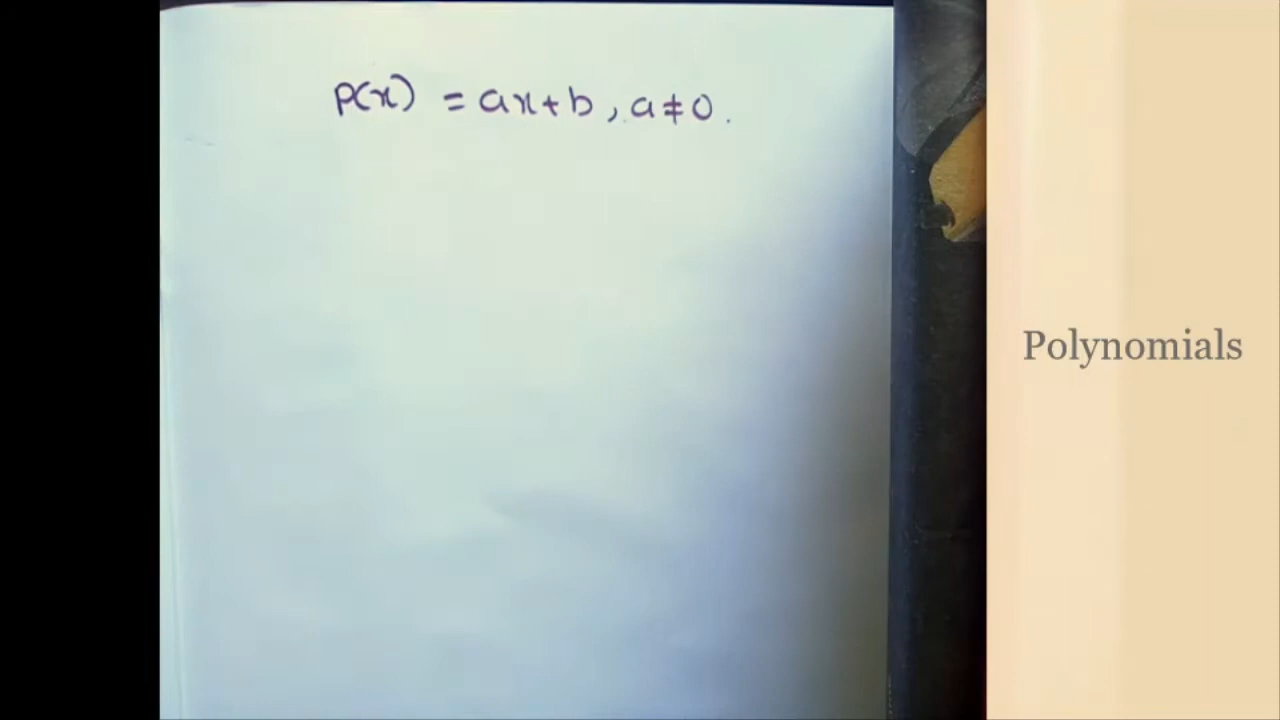 P(x) = ax+b, a≠0.
Polynomials